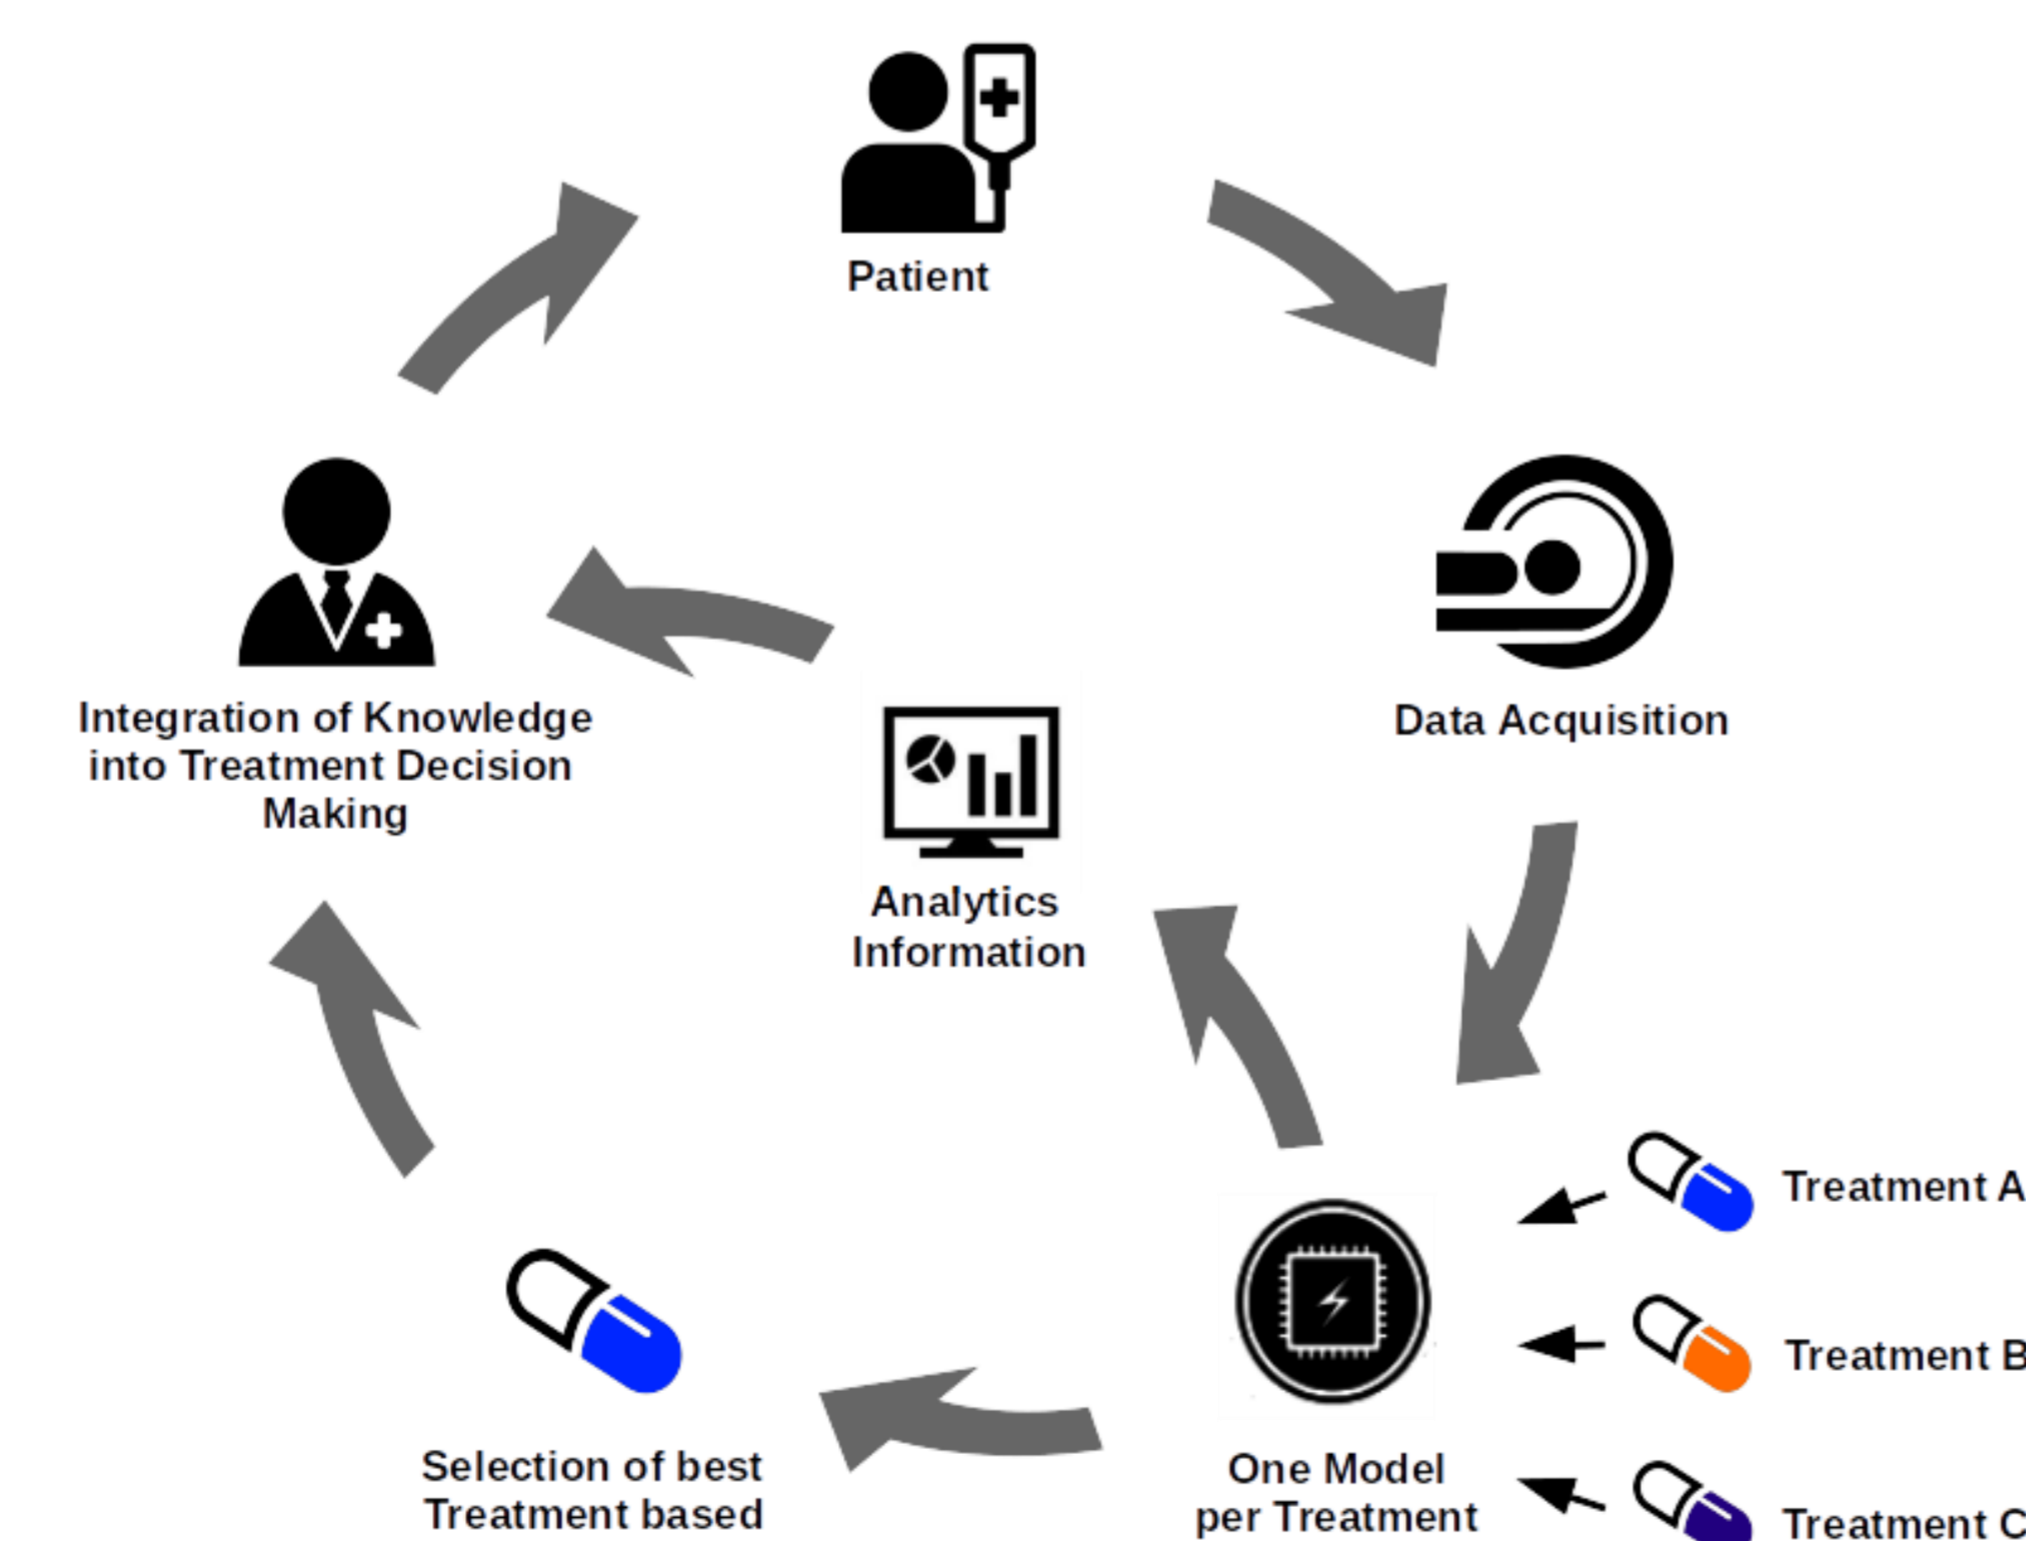 Patient
Integration of Knowledge
into Treatment Decision
Making
Data Acquisition
Analytics
Information
Treatment A
Treatment B
Treatment C
Selection of best
Treatment based
One Model
per Treatment